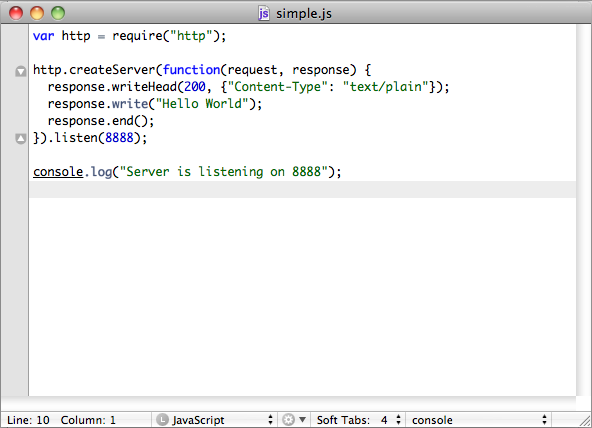 simple.js
var http = require("http");
http.createServer(function(request, response) {
  response.writeHead(200, {"Content-Type": "text/plain"});
  response.write("Hello World");
  response.end();
}).listen(8888);
console.log("Server is listening on 8888");
Line: 10 Column: 1 L JavaScript Soft Tabs: 4 console